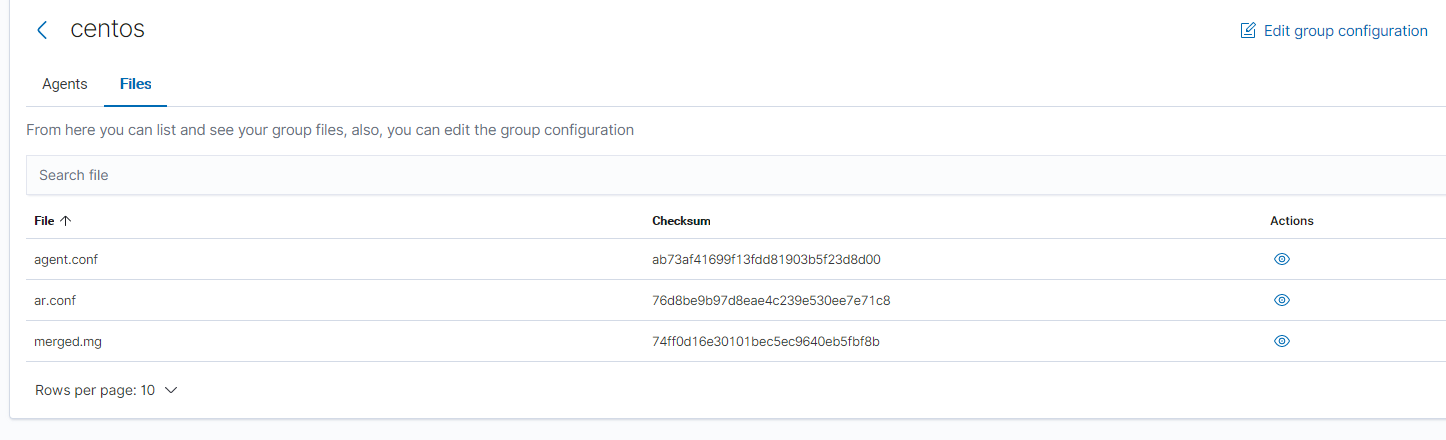 centos
Edit group configuration
Agents Files
From here you can list and see your group files, also, you can edit the group configuration
Search file
File Checksum Actions
agent.conf ab73af41699f13fdd81903b5f23d8d00
ar.conf 76d8be9b97d8eae4c239e530ee7e71c8
merged.mg 74ff0d16e30101bec5ec9640eb5fbf8b
Rows per page: 10